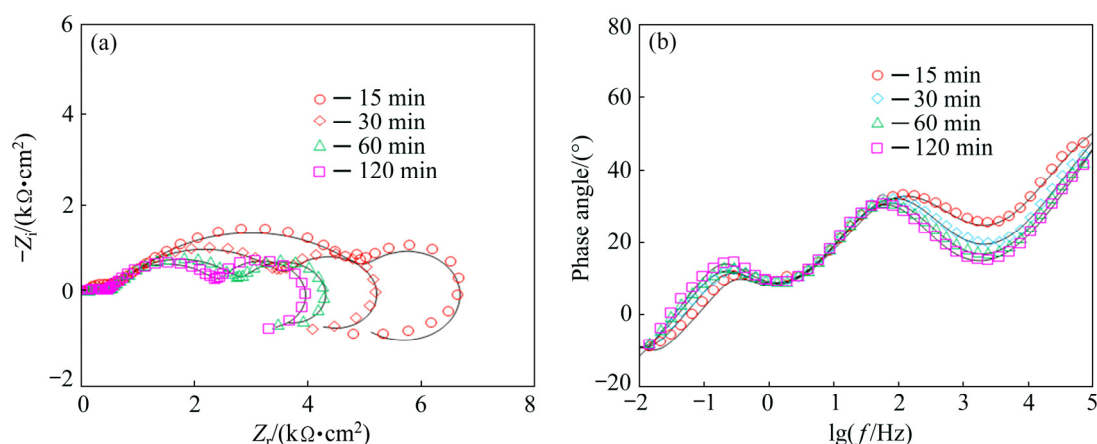 (a)
6
4
2
0
−2
−Zi/(kΩ•cm2)
15 min
30 min
60 min
120 min
0 2 4 6 8
Zr/(kΩ•cm2)
(b)
80
60
40
20
0
−20
Phase angle/(°)
15 min
30 min
60 min
120 min
−2 −1 0 1 2 3 4 5
lg(f/Hz)